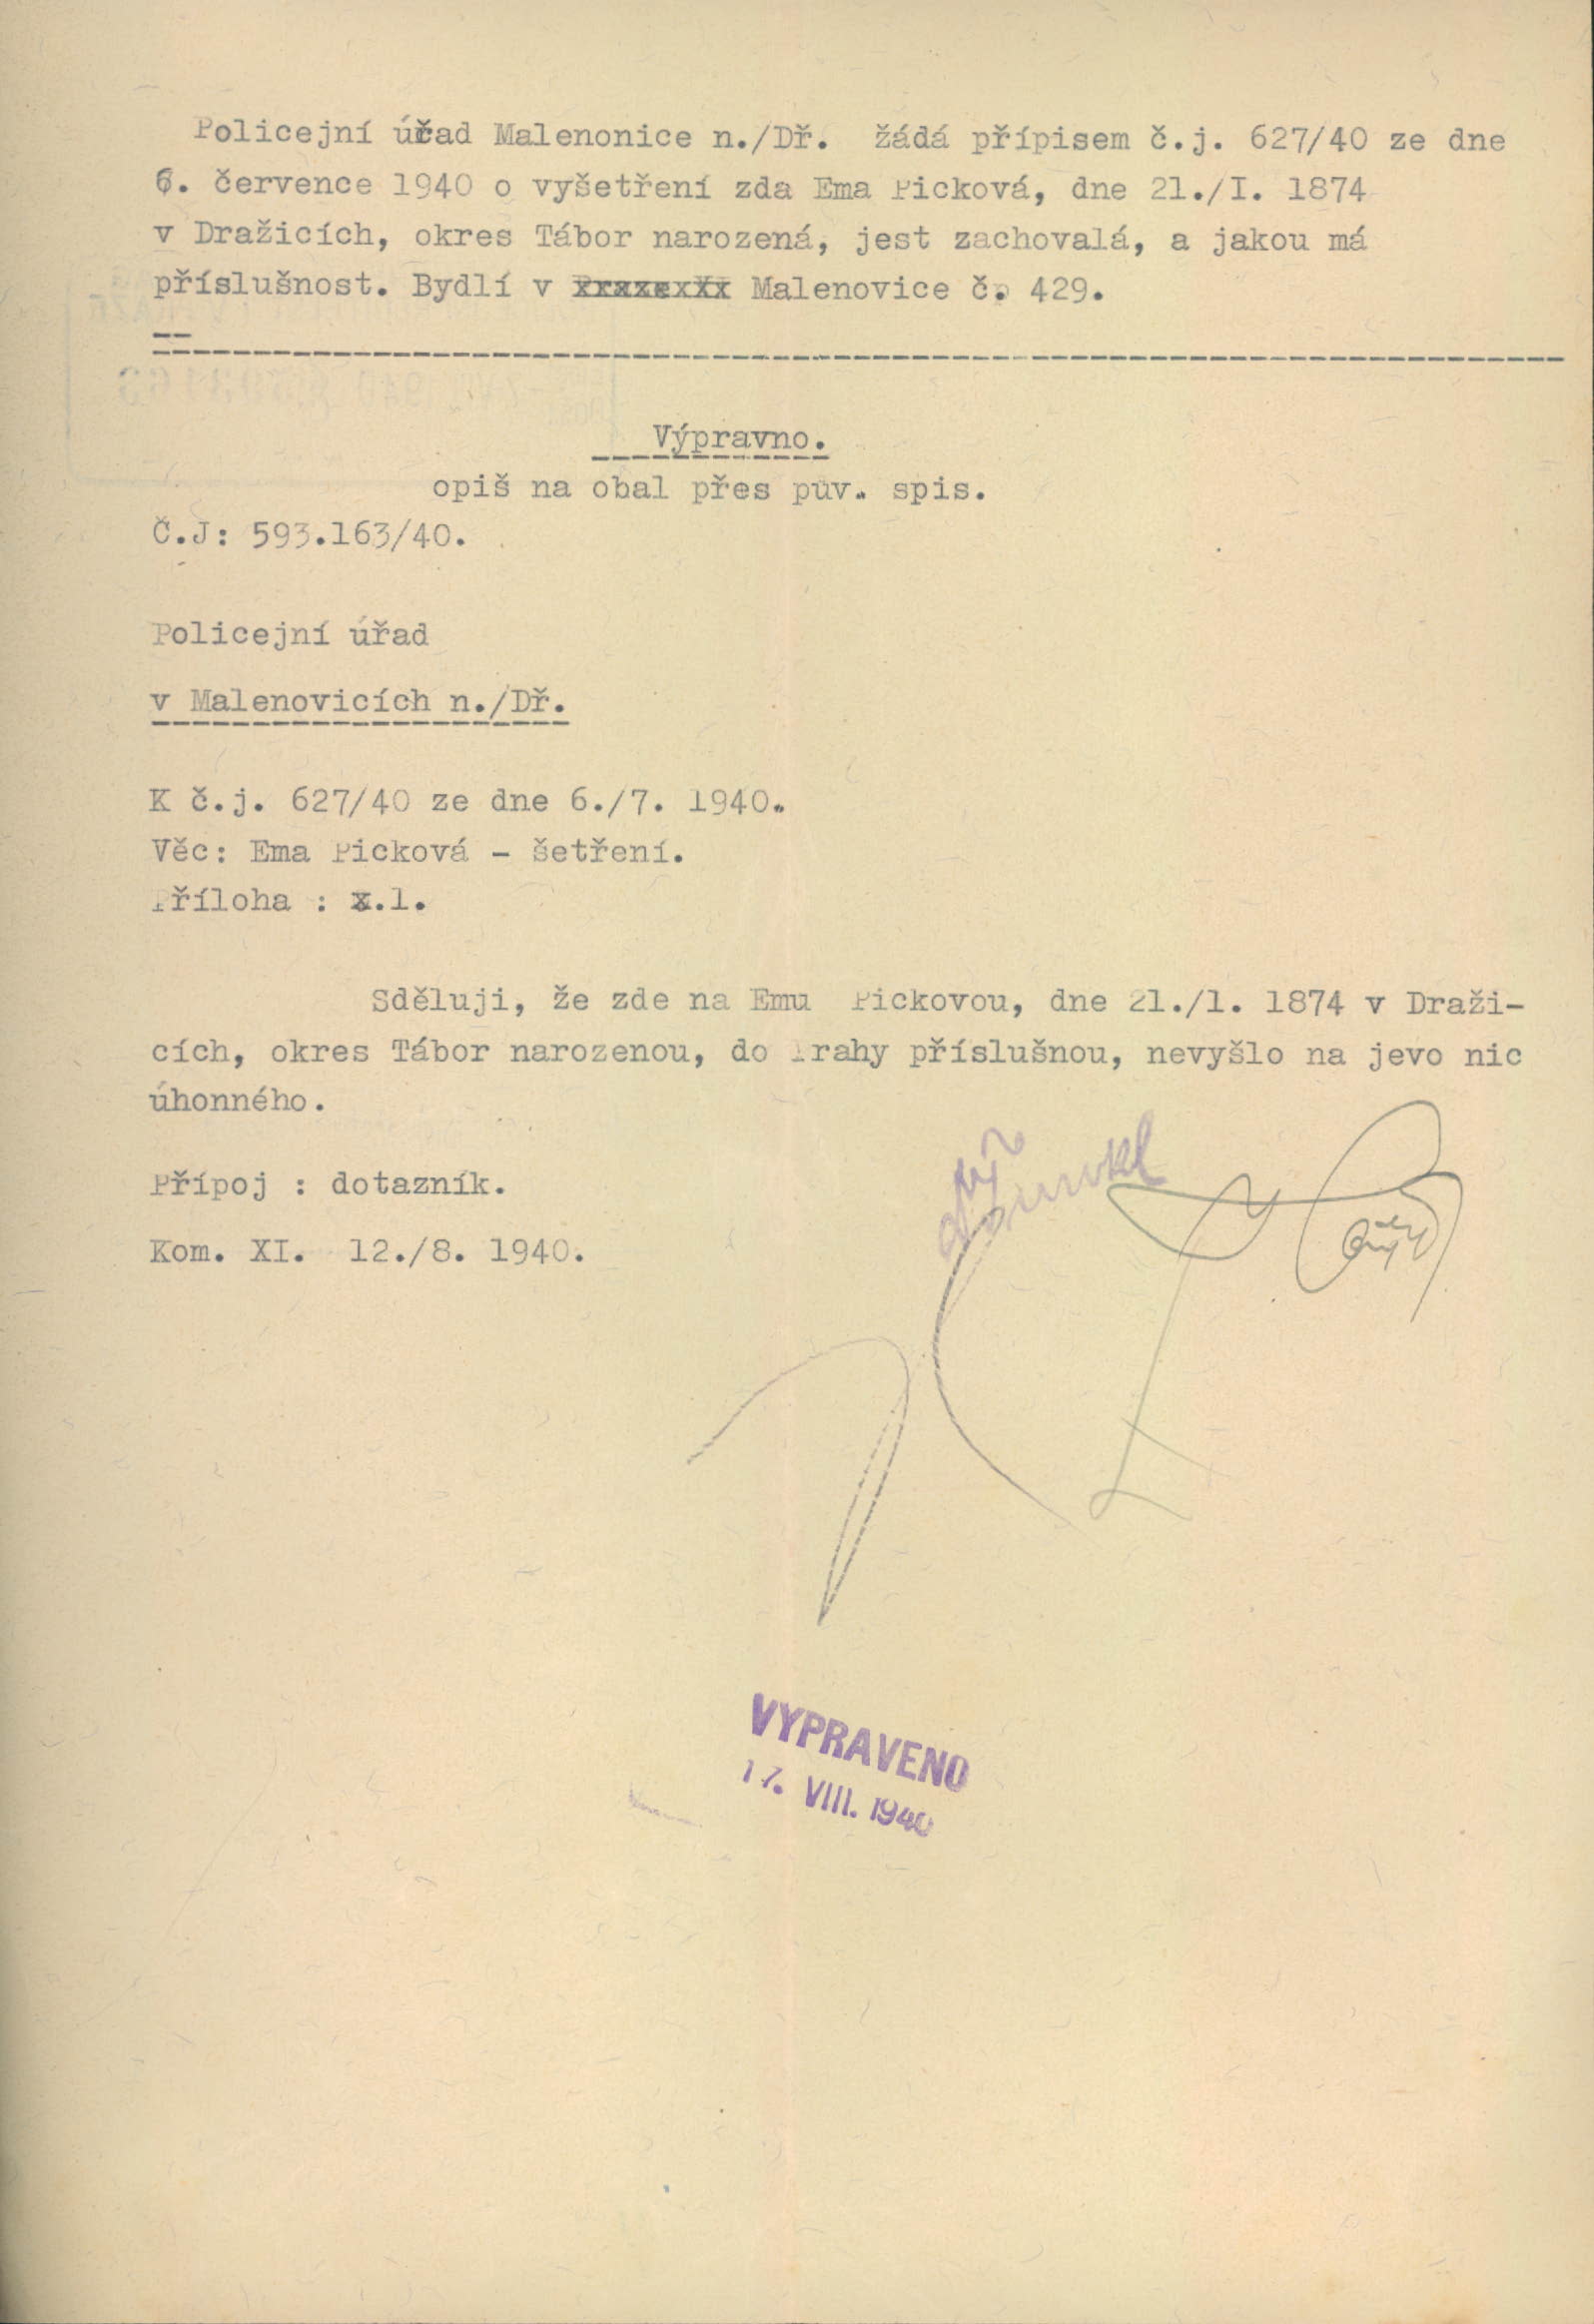 Policejní úřad Malenonice n./Dř. žádá přípisem č.j. 627/40 ze dne
6. července 1940 o vyšetření zda Ema Picková, dne 21./I. 1874
v Dražicích, okres Tábor narozená, jest zachovalá, a jakou má
příslušnost. Bydlí v Malenovice č. 429.
Výpravno.
opiš na obal přes pův. spis.
Č.J: 593.163/40.
Policejní úřad
v Malenovicích n./Dř.
K č.j. 627/40 ze dne 6./7. 1940.
Věc: Ema Picková - šetření.
Příloha : x.1.
Sděluji, že zde na Emu Pickovou, dne 21./1. 1874 v Draži-
cích, okres Tábor narozenou, do Prahy příslušnou, nevyšlo na jevo nic
úhonného.
Přípoj : dotazník.
Kom. XI. 12./8. 1940.
VYPRAVENO
17. VIII. 1940